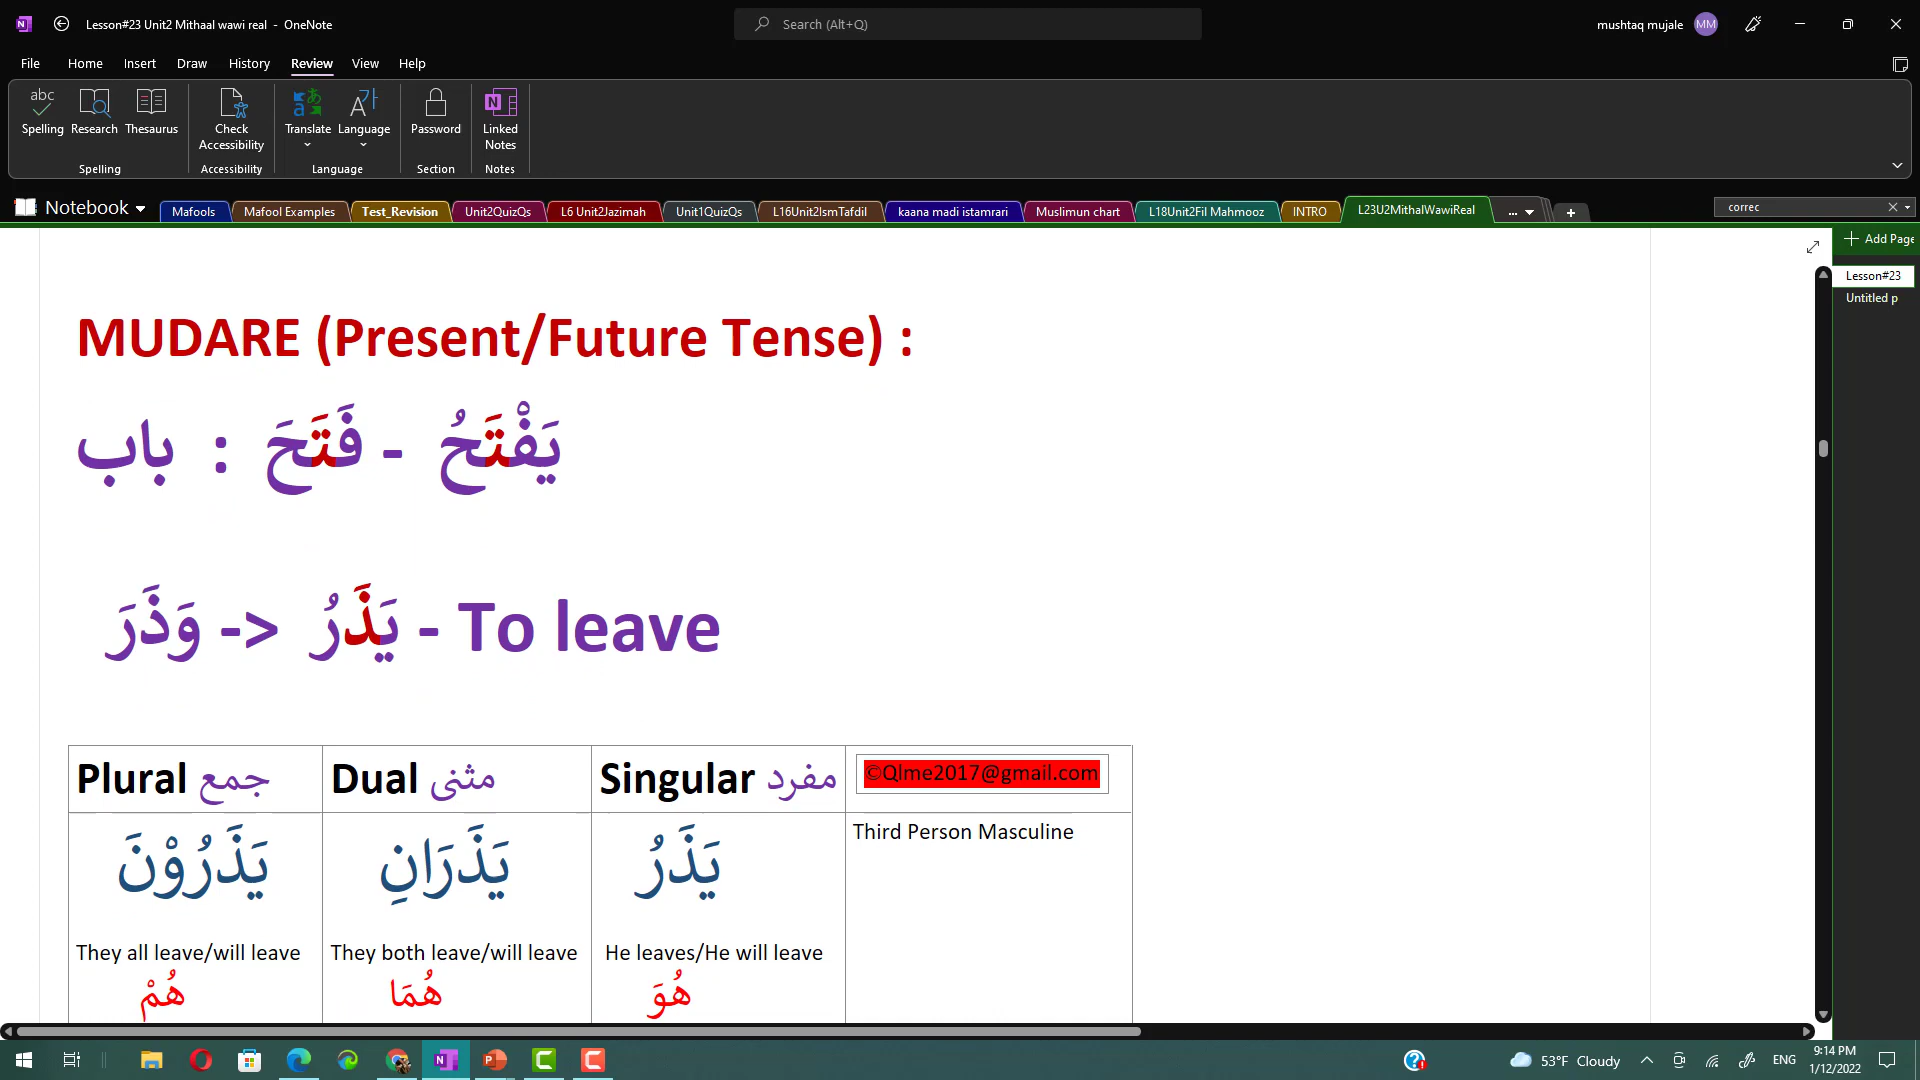 Lesson#23 Unit2 Mithaal wawi real - OneNote
Search (Alt+Q)
mushtaq mujale
MM
File Home Insert Draw History Review View Help
abc
Spelling Research Thesaurus Check Accessibility Translate Language Password Linked Notes
Spelling Accessibility Language Section Notes
Notebook
Mafools Mafool Examples Test_Revision Unit2QuizQs L6 Unit2Jazimah Unit1QuizQs L16Unit2IsmTafdil kaana madi istamrari Muslimun chart L18Unit2Fil Mahmooz INTRO L23U2MithalWawiReal ...
correc
Add Page
Lesson#23
Untitled p
MUDARE (Present/Future Tense) :
باب : فَتَحَ - يَفْتَحُ
وَذَرَ -> يَذَرُ - To leave
Plural جمع Dual مثنى Singular مفرد ©Qlme2017@gmail.com
يَذَرُوْنَ يَذَرَانِ يَذَرُ Third Person Masculine
They all leave/will leave They both leave/will leave He leaves/He will leave
هُمْ هُمَا هُوَ
53°F Cloudy
ENG
9:14 PM
1/12/2022